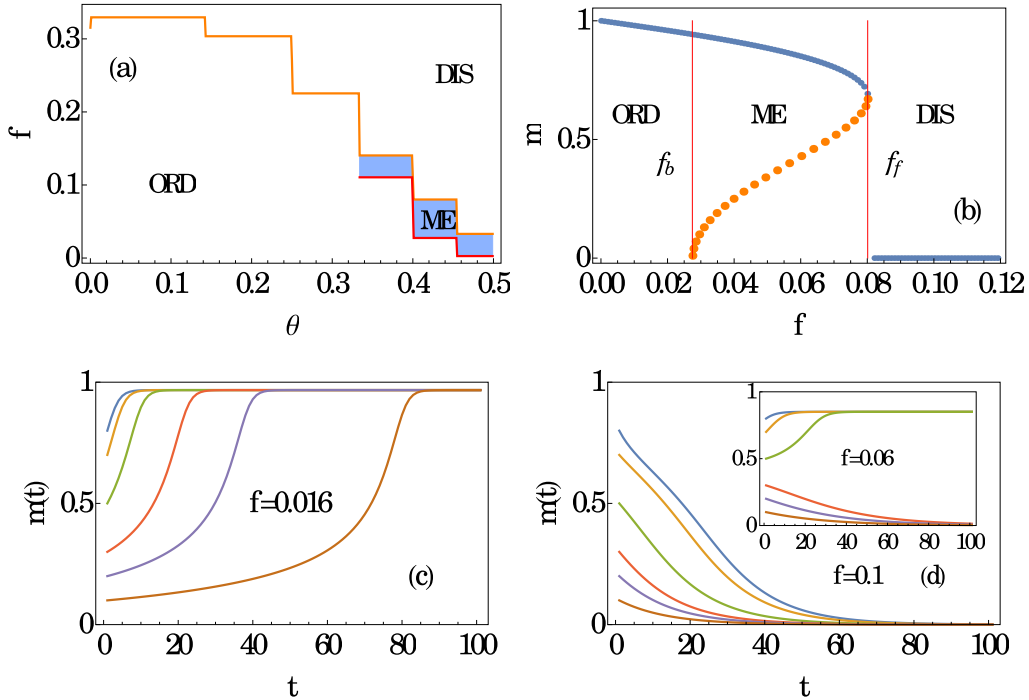 (a)
DIS
ORD
ME
f
0.3
0.2
0.1
0
0.0 0.1 0.2 0.3 0.4 0.5
θ
m
1
0.5
0
ORD ME DIS
f_b f_f
(b)
0.00 0.02 0.04 0.06 0.08 0.10 0.12
f
m(t)
1
0.5
0
f=0.016
(c)
0 20 40 60 80 100
t
m(t)
1
0.5
0
1
0.5
0
f=0.06
0 20 40 60 80 100
f=0.1 (d)
0 20 40 60 80 100
t